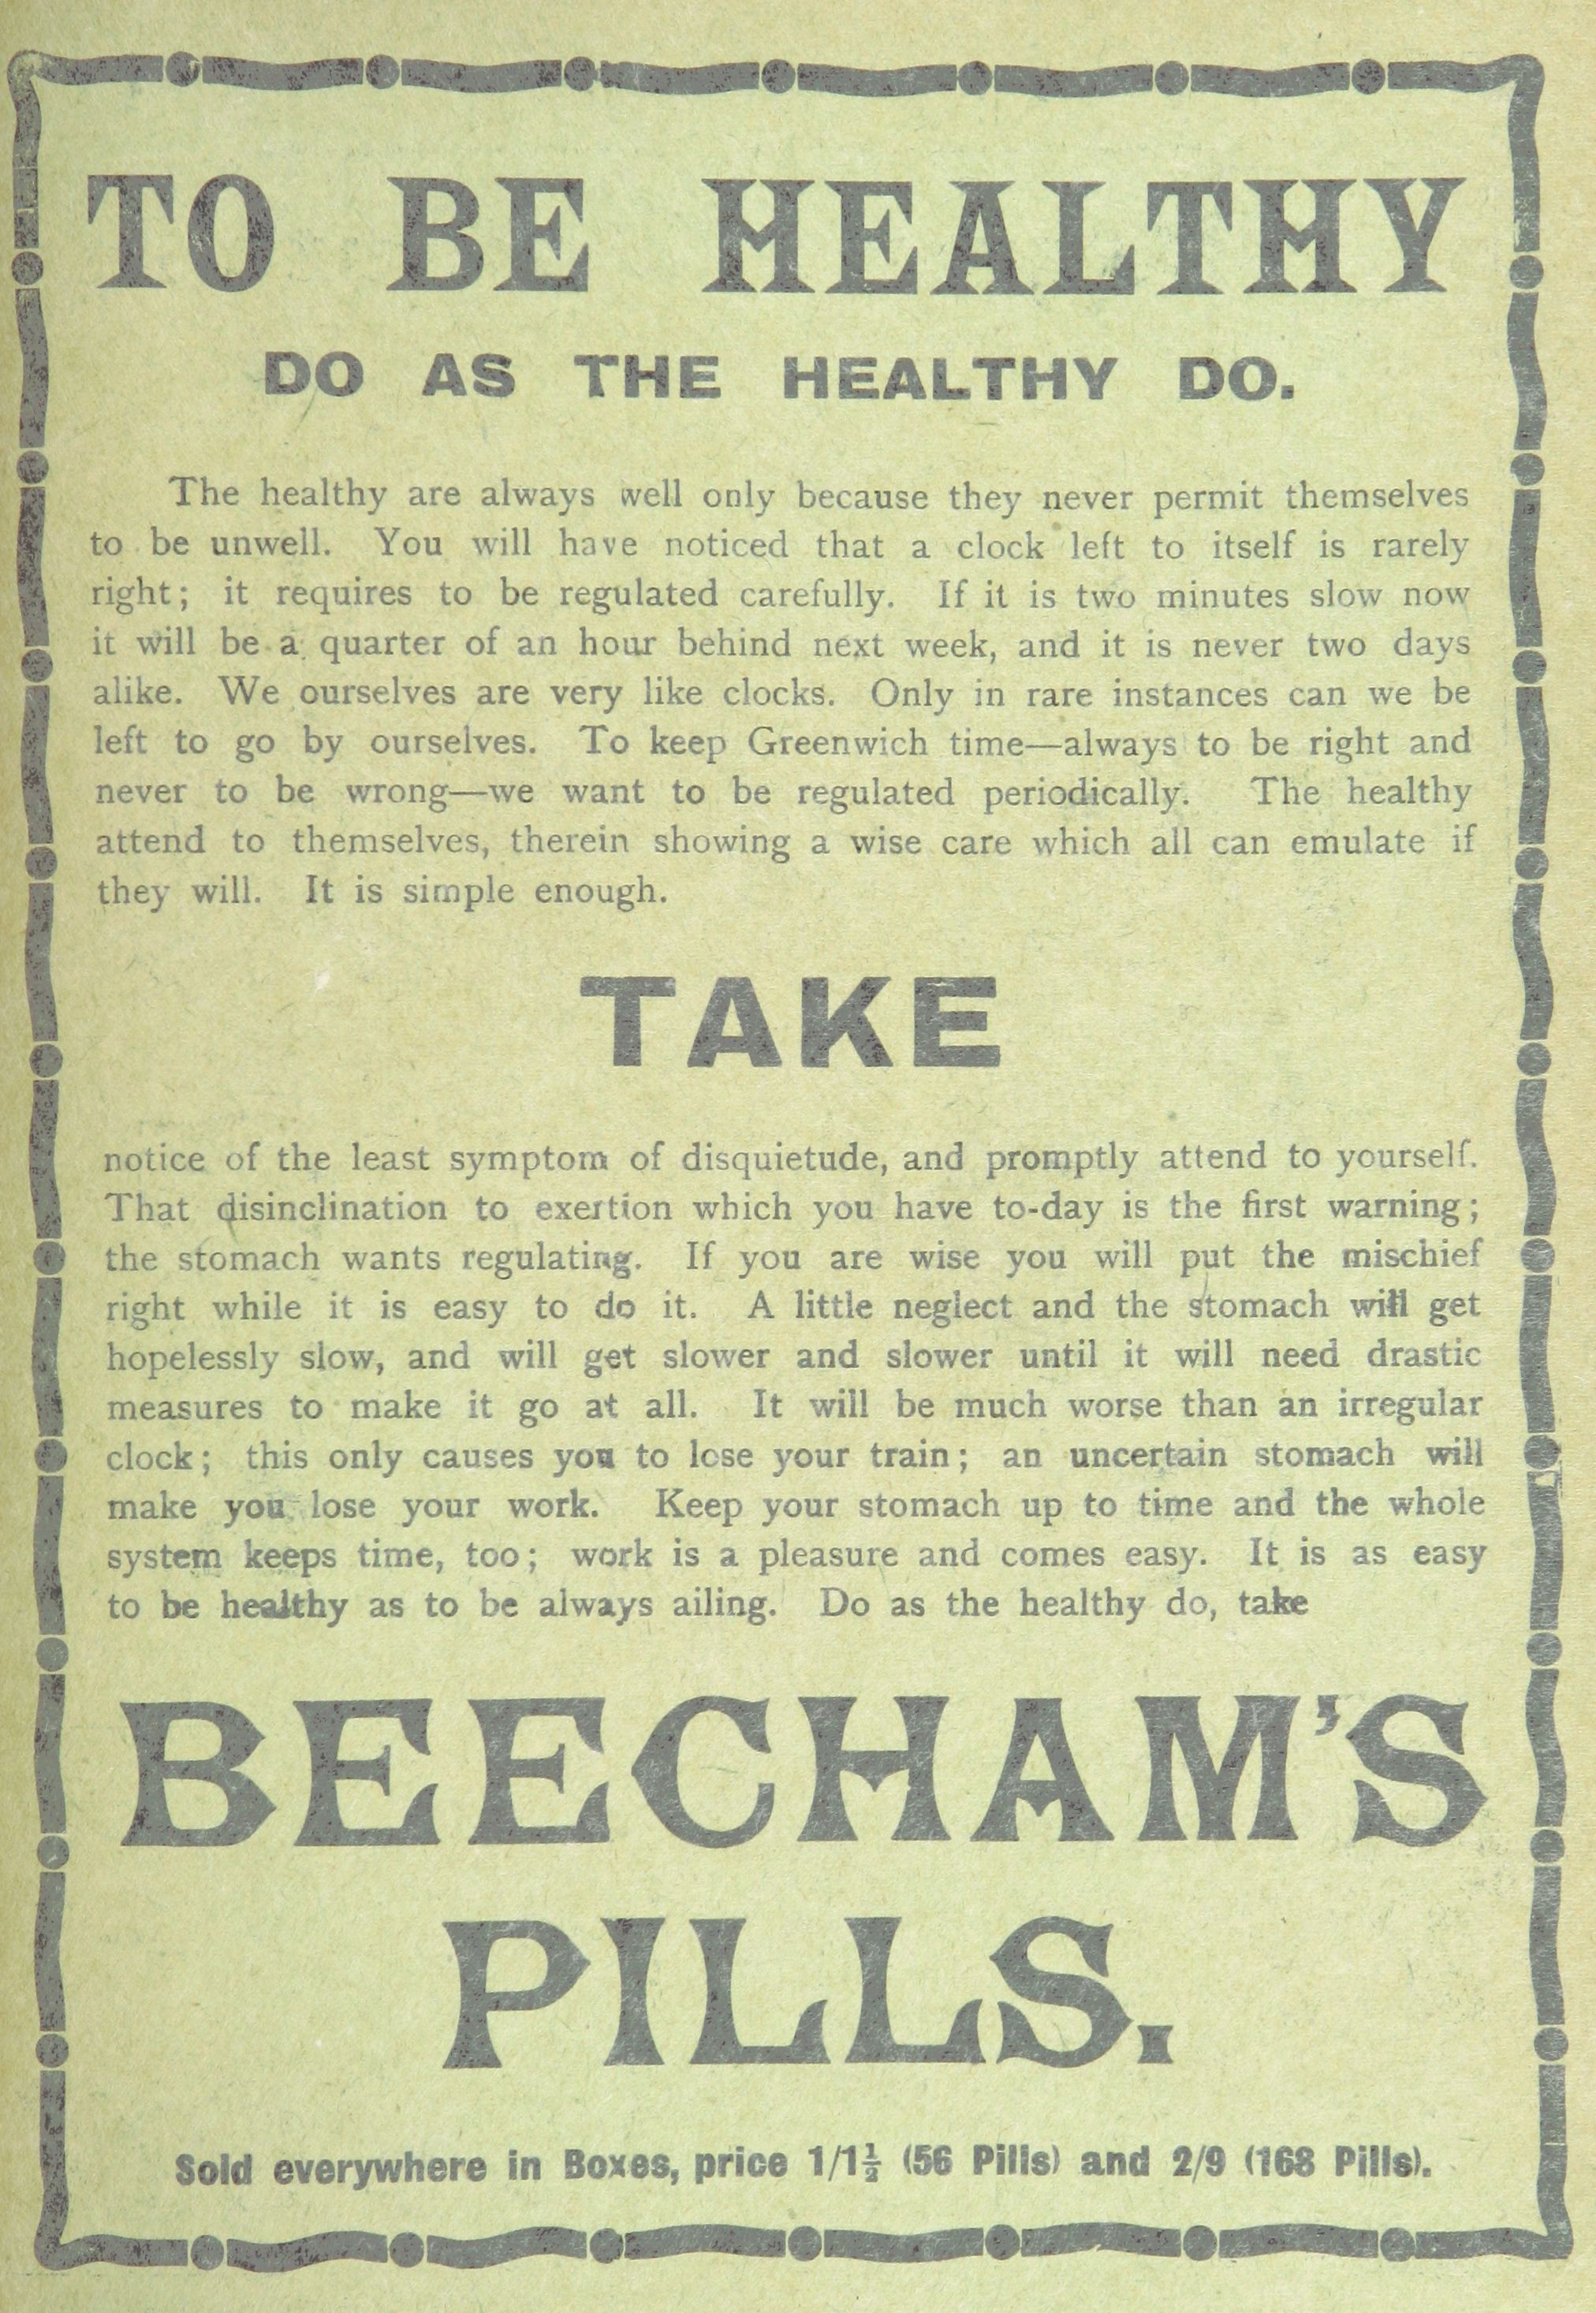 TO BE HEALTHY
DO AS THE HEALTHY DO.
The healthy are always well only because they never permit themselves
to be unwell. You will have noticed that a clock left to itself is rarely
right; it requires to be regulated carefully. If it is two minutes slow now
it will be a quarter of an hour behind next week, and it is never two days
alike. We ourselves are very like clocks. Only in rare instances can we be
left to go by ourselves. To keep Greenwich time—always to be right and
never to be wrong—we want to be regulated periodically. The healthy
attend to themselves, therein showing a wise care which all can emulate if
they will. It is simple enough.
TAKE
notice of the least symptom of disquietude, and promptly attend to yourself.
That disinclination to exertion which you have to-day is the first warning;
the stomach wants regulating. If you are wise you will put the mischief
right while it is easy to do it. A little neglect and the stomach will get
hopelessly slow, and will get slower and slower until it will need drastic
measures to make it go at all. It will be much worse than an irregular
clock; this only causes you to lose your train; an uncertain stomach will
make you lose your work. Keep your stomach up to time and the whole
system keeps time, too; work is a pleasure and comes easy. It is as easy
to be healthy as to be always ailing. Do as the healthy do, take
BEECHAM'S
PILLS.
Sold everywhere in Boxes, price 1/1½ (56 Pills) and 2/9 (168 Pills).